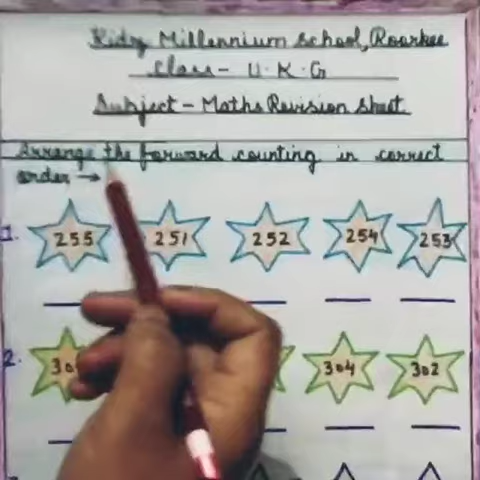 Kidzy Millennium School, Roorkee
Class - U.K.G
Subject - Maths Revision Sheet
Arrange the forward counting in correct
order →
1. 255 251 252 254 253
2. 304 302